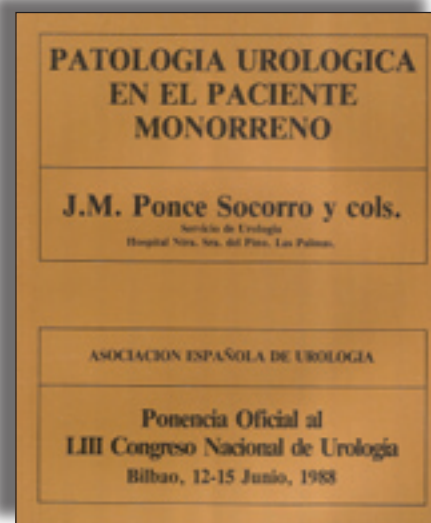 PATOLOGIA UROLOGICA
EN EL PACIENTE
MONORRENO
J.M. Ponce Socorro y cols.
Servicio de Urología
Hospital Ntra. Sra. del Pino. Las Palmas.
ASOCIACION ESPAÑOLA DE UROLOGIA
Ponencia Oficial al
LIII Congreso Nacional de Urología
Bilbao, 12-15 Junio, 1988